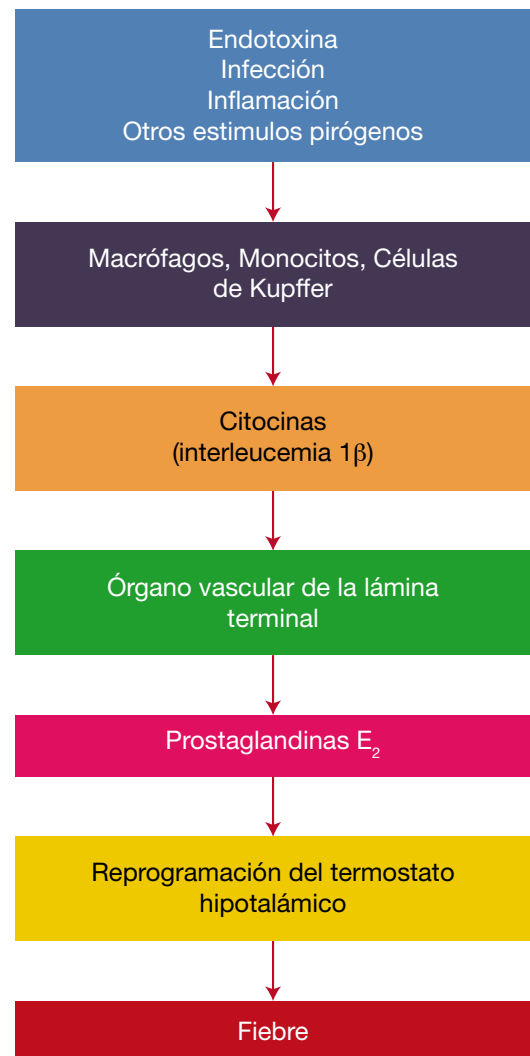 Endotoxina
Infección
Inflamación
Otros estimulos pirógenos
Macrófagos, Monocitos, Células
de Kupffer
Citocinas
(interleucemia 1β)
Órgano vascular de la lámina
terminal
Prostaglandinas E₂
Reprogramación del termostato
hipotalámico
Fiebre